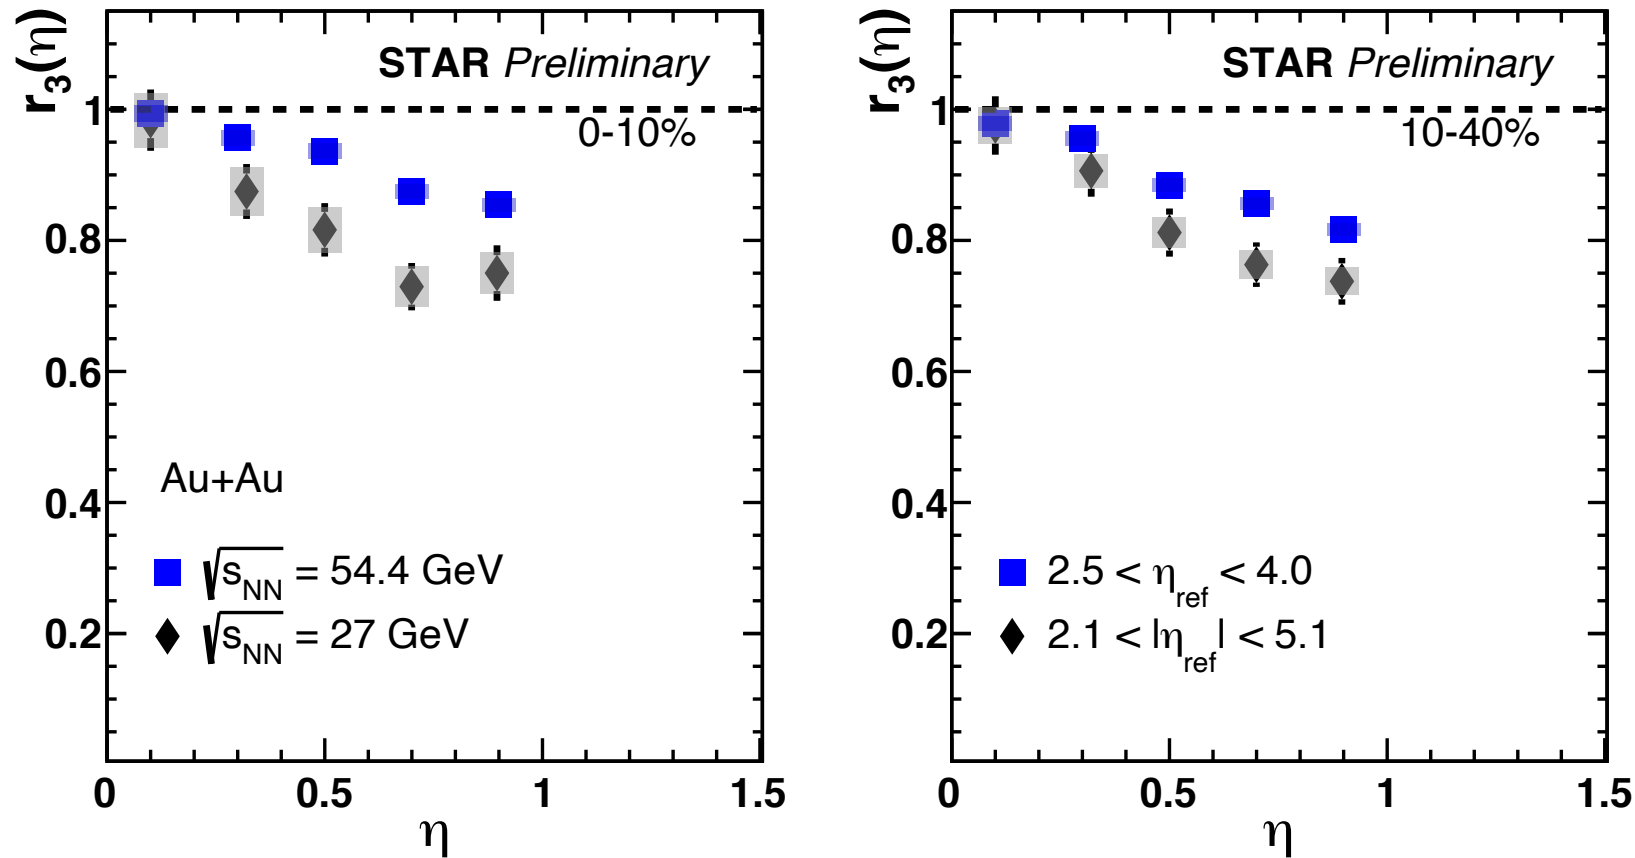 r₃(η)
STAR Preliminary
0-10%
1
0.8
0.6
0.4
0.2
Au+Au
√sNN = 54.4 GeV
√sNN = 27 GeV
0 0.5 1 1.5
η
r₃(η)
STAR Preliminary
10-40%
1
0.8
0.6
0.4
0.2
2.5 < ηref < 4.0
2.1 < |ηref| < 5.1
0 0.5 1 1.5
η